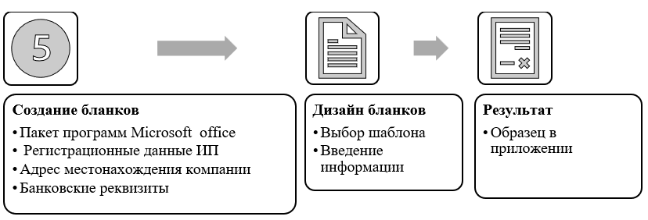 5
Создание бланков
• Пакет программ Microsoft office
• Регистрационные данные ИП
• Адрес местонахождения компании
• Банковские реквизиты
Дизайн бланков
• Выбор шаблона
• Введение
информации
Результат
• Образец в
приложении